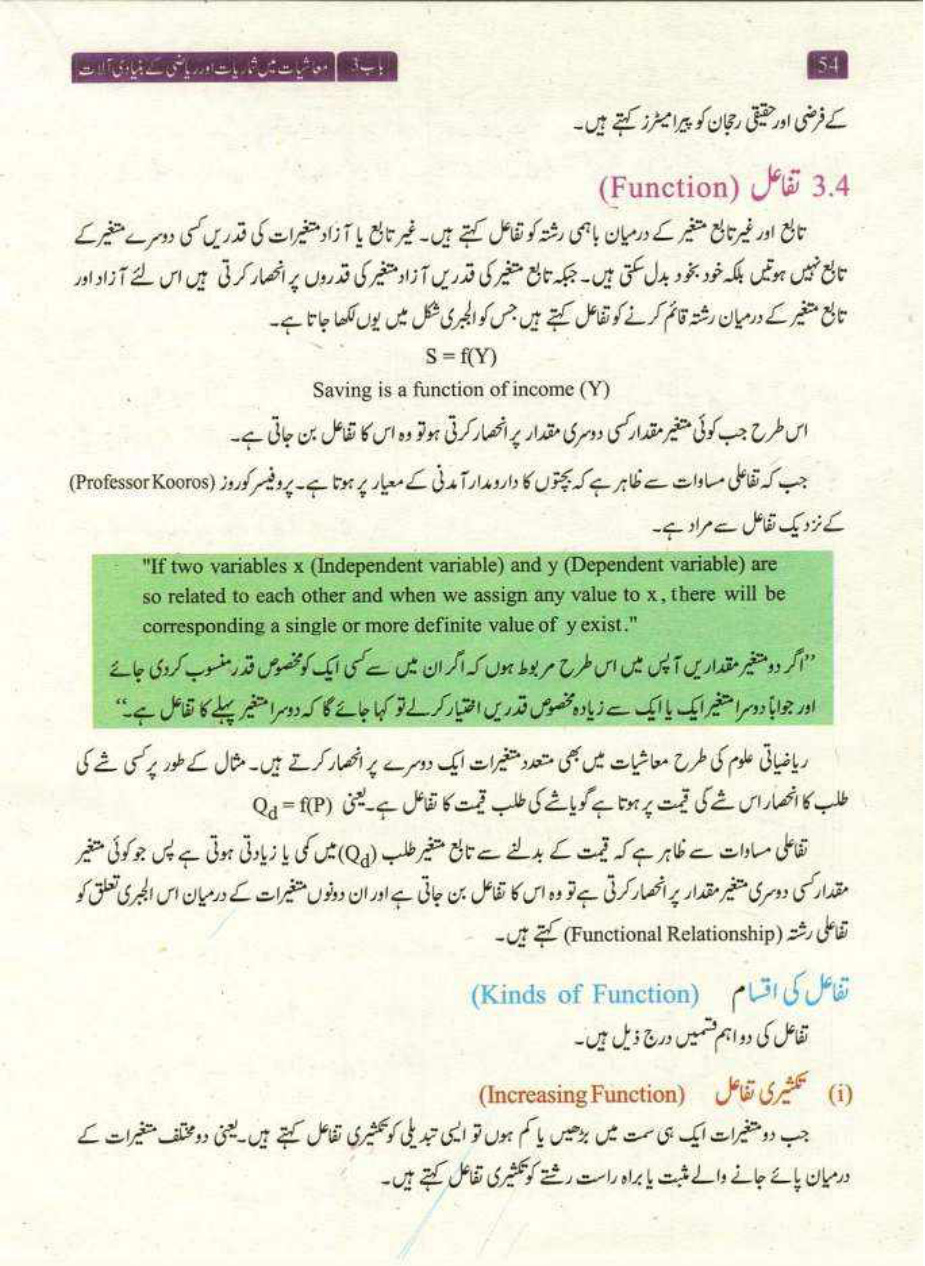 باب 3 معاشیات میں شماریات اور ریاضی کے بنیادی آلات
54
کے فرضی اور حقیقی رجحان کو پیرامیٹرز کہتے ہیں۔
3.4 تفاعل (Function)
تابع اور غیر تابع متغیر کے درمیان باہمی رشتہ کو تفاعل کہتے ہیں۔ غیر تابع یا آزاد متغیرات کی قدریں کسی دوسرے متغیر کے
تابع نہیں ہوتیں بلکہ خود بخود بدل سکتی ہیں۔ جبکہ تابع متغیر کی قدریں آزاد متغیر کی قدروں پر انحصار کرتی ہیں اس لئے آزاد اور
تابع متغیر کے درمیان رشتہ قائم کرنے کو تفاعل کہتے ہیں جس کو الجبری شکل میں یوں لکھا جاتا ہے۔
S = f(Y)
Saving is a function of income (Y)
اس طرح جب کوئی متغیر مقدار کسی دوسری مقدار پر انحصار کرتی ہو تو وہ اس کا تفاعل بن جاتی ہے۔
جب کہ تفاعلی مساوات سے ظاہر ہے کہ بچتوں کا دارومدار آمدنی کے معیار پر ہوتا ہے۔ پروفیسر کوروز (Professor Kooros)
کے نزدیک تفاعل سے مراد ہے۔
"If two variables x (Independent variable) and y (Dependent variable) are
so related to each other and when we assign any value to x, there will be
corresponding a single or more definite value of y exist."
’’اگر دو متغیر مقداریں آپس میں اس طرح مربوط ہوں کہ اگر ان میں سے کسی ایک کو مخصوص قدر منسوب کردی جائے
اور جواباً دوسرا متغیر ایک یا ایک سے زیادہ مخصوص قدریں اختیار کرلے تو کہا جائے گا کہ دوسرا متغیر پہلے کا تفاعل ہے۔‘‘
ریاضیاتی علوم کی طرح معاشیات میں بھی متعدد متغیرات ایک دوسرے پر انحصار کرتے ہیں۔ مثال کے طور پر کسی شے کی
طلب کا انحصار اس شے کی قیمت پر ہوتا ہے گویا شے کی طلب قیمت کا تفاعل ہے۔ یعنی Qd = f(P)
تفاعلی مساوات سے ظاہر ہے کہ قیمت کے بدلنے سے تابع متغیر طلب (Qd) میں کمی یا زیادتی ہوتی ہے پس جو کوئی متغیر
مقدار کسی دوسری متغیر مقدار پر انحصار کرتی ہے تو وہ اس کا تفاعل بن جاتی ہے اور ان دونوں متغیرات کے درمیان اس الجبری تعلق کو
تفاعلی رشتہ (Functional Relationship) کہتے ہیں۔
تفاعل کی اقسام (Kinds of Function)
تفاعل کی دو اہم قسمیں درج ذیل ہیں۔
(i) تکثیری تفاعل (Increasing Function)
جب دو متغیرات ایک ہی سمت میں بڑھیں یا کم ہوں تو ایسی تبدیلی کو تکثیری تفاعل کہتے ہیں۔ یعنی دو مختلف متغیرات کے
درمیان پائے جانے والے مثبت یا براہ راست رشتے کو تکثیری تفاعل کہتے ہیں۔